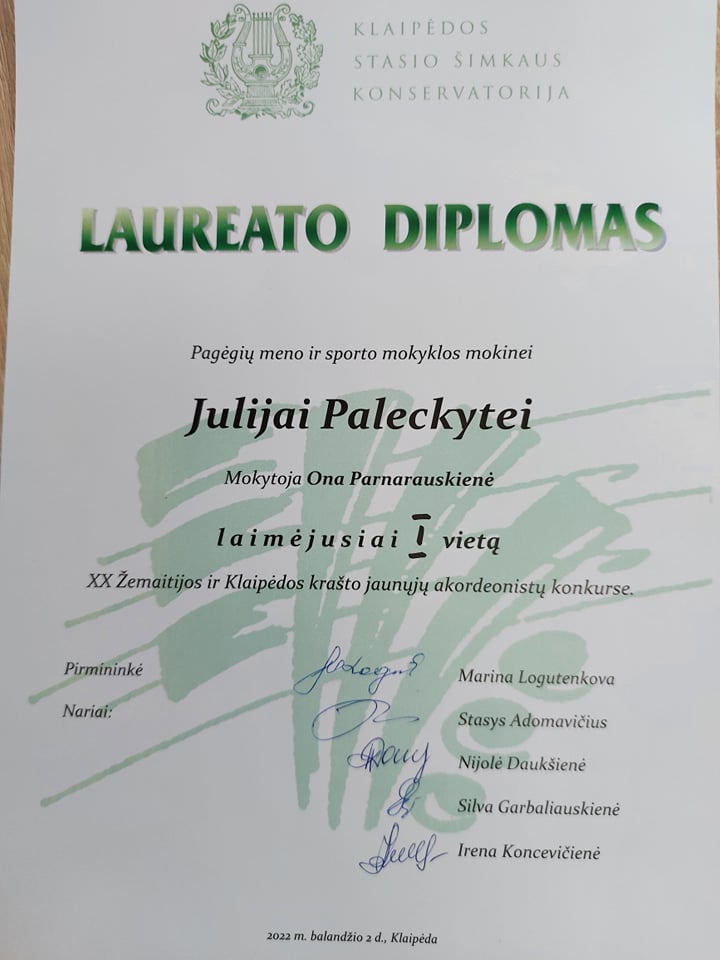 KLAIPĖDOS
STASIO ŠIMKAUS
KONSERVATORIJA
LAUREATO DIPLOMAS
Pagėgių meno ir sporto mokyklos mokinei
Julijai Paleckytei
Mokytoja Ona Parnarauskienė
laimėjusiai I vietą
XX Žemaitijos ir Klaipėdos krašto jaunųjų akordeonistų konkurse.
Pirmininkė Marina Logutenkova
Nariai: Stasys Adomavičius
Nijolė Daukšienė
Silva Garbaliauskienė
Irena Koncevičienė
2022 m. balandžio 2 d., Klaipėda